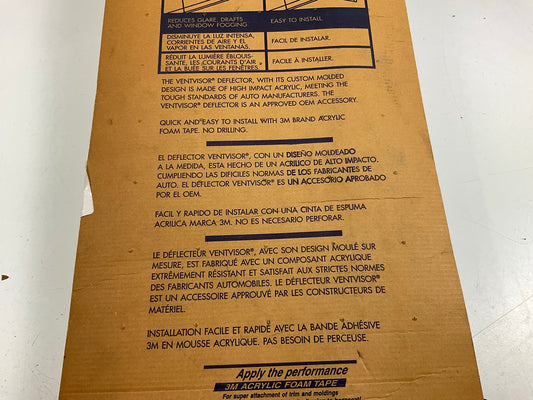 REDUCES GLARE, DRAFTS
AND WINDOW FOGGING
EASY TO INSTALL
DISMINUYE LA LUZ INTENSA,
CORRIENTES DE AIRE Y EL
VAPOR EN LAS VENTANAS.
FACIL DE INSTALAR.
RÉDUIT LA LUMIÈRE ÉBLOUIS-
SANTE, LES COURANTS D'AIR
ET LA BUÉE SUR LES FENÊTRES.
FACILE À INSTALLER.
THE VENTVISOR® DEFLECTOR, WITH ITS CUSTOM MOLDED
DESIGN IS MADE OF HIGH IMPACT ACRYLIC, MEETING THE
TOUGH STANDARDS OF AUTO MANUFACTURERS. THE
VENTVISOR® DEFLECTOR IS AN APPROVED OEM ACCESSORY.
QUICK AND EASY TO INSTALL WITH 3M BRAND ACRYLIC
FOAM TAPE. NO DRILLING.
EL DEFLECTOR VENTVISOR®, CON UN DISEÑO MOLDEADO
A LA MEDIDA, ESTA HECHO DE UN ACRILICO DE ALTO IMPACTO,
CUMPLIENDO LAS DIFICILES NORMAS DE LOS FABRICANTES DE
AUTO. EL DÉFLECTOR VENTVISOR® ES UN ACCESORIO APROBADO
POR EL OEM.
FACIL Y RAPIDO DE INSTALAR CON UNA CINTA DE ESPUMA
ACRILICA MARCA 3M. NO ES NECESARIO PERFORAR.
LE DÉFLECTEUR VENTVISOR®, AVEC SON DESIGN MOULÉ SUR
MESURE, EST FABRIQUÉ AVEC UN COMPOSANT ACRYLIQUE
EXTRÊMEMENT RÉSISTANT ET SATISFAIT AUX STRICTES NORMES
DES FABRICANTS AUTOMOBILES. LE DÉFLECTEUR VENTVISOR®
EST UN ACCESSOIRE APPROUVÉ PAR LES CONSTRUCTEURS DE
MATÉRIEL.
INSTALLATION FACILE ET RAPIDE AVEC LA BANDE ADHÉSIVE
3M EN MOUSSE ACRYLIQUE. PAS BESOIN DE PERCEUSE.
Apply the performance
3M ACRYLIC FOAM TAPE
For super attachment of trim and moldings